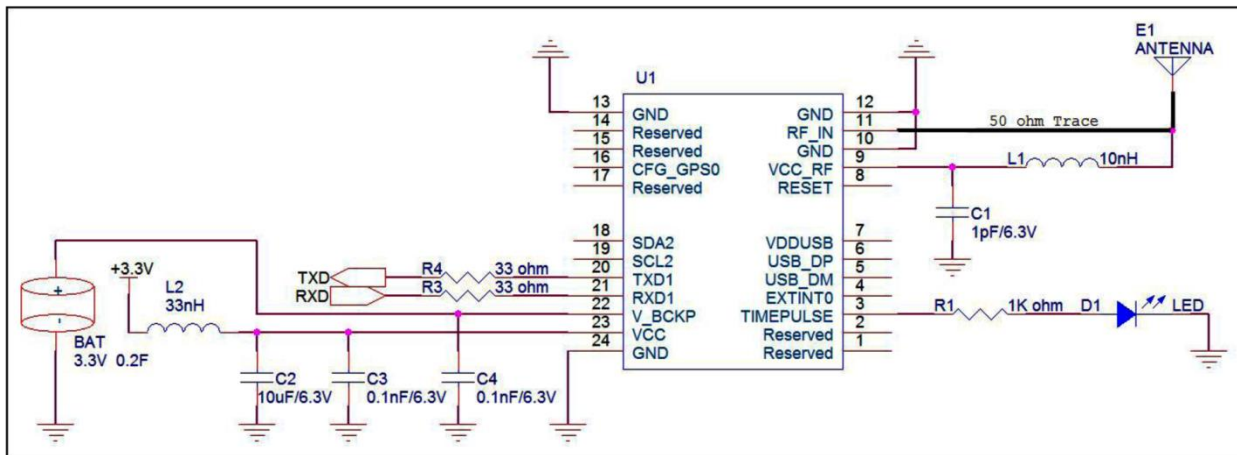 E1
ANTENNA
U1
13 GND
14 Reserved
15 Reserved
16 CFG_GPS0
17 Reserved
18 SDA2
19 SCL2
20 TXD1
21 RXD1
22 V_BCKP
23 VCC
24 GND
GND 12
RF_IN 11
GND 10
VCC_RF 9
RESET 8
VDDUSB 7
USB_DP 6
USB_DM 5
EXTINT0 4
TIMEPULSE 3
Reserved 2
Reserved 1
50 ohm Trace
L1 10nH
C1
1pF/6.3V
TXD R4 33 ohm
RXD R3 33 ohm
+3.3V
L2
33nH
BAT
3.3V 0.2F
+
-
C2
10uF/6.3V
C3
0.1nF/6.3V
C4
0.1nF/6.3V
R1 1K ohm D1 LED